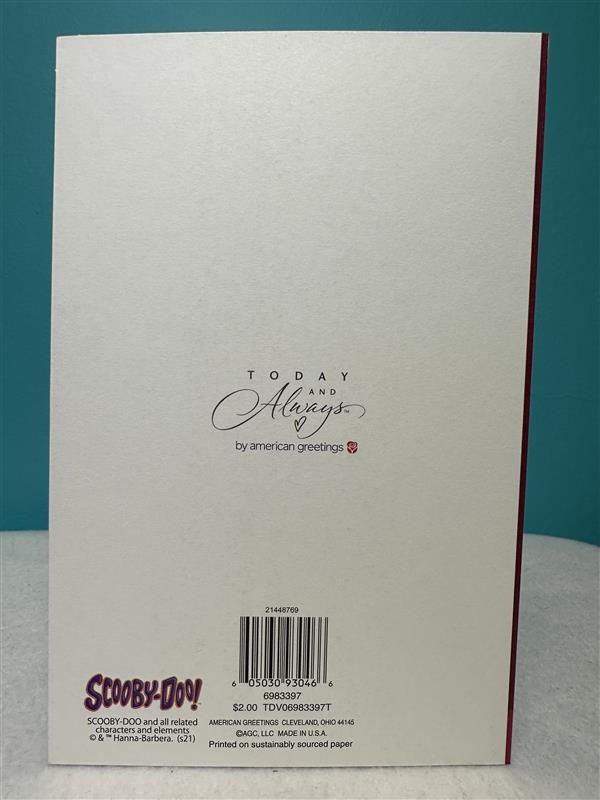 TODAY
AND
Always™
by american greetings
21448769
6 05030 93046 6
6983397
$2.00 TDV06983397T
SCOOBY-DOO!
SCOOBY-DOO and all related
characters and elements
© & ™ Hanna-Barbera. (s21)
AMERICAN GREETINGS CLEVELAND, OHIO 44145
©AGC, LLC MADE IN U.S.A.
Printed on sustainably sourced paper